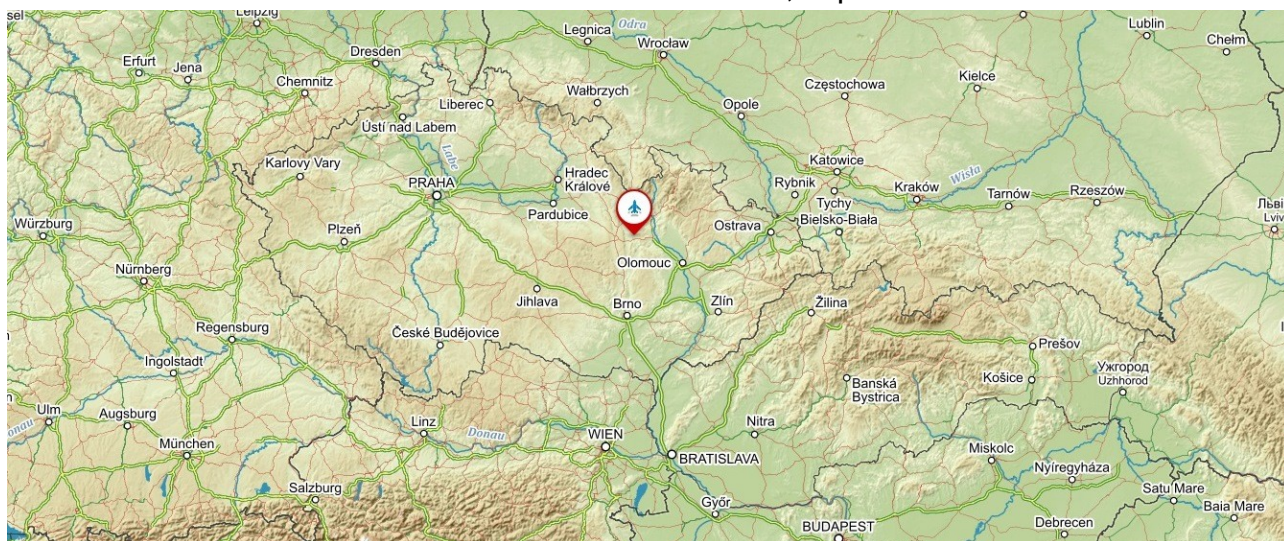 Leipzig
Legnica
Odra
Lublin
Wrocław
Chełm
Dresden
Erfurt
Jena
Kielce
Chemnitz
Częstochowa
Wałbrzych
Liberec
Opole
Ústí nad Labem
Labe
Karlovy Vary
Katowice
Wisła
Hradec
Králové
PRAHA
Rybnik
Kraków
Tarnów
Rzeszów
Tychy
Pardubice
Bielsko-Biała
Ostrava
Льві
Lviv
Würzburg
Plzeň
Olomouc
Nürnberg
Jihlava
Brno
Zlín
Žilina
Regensburg
České Budějovice
Prešov
Ingolstadt
Ужгород
Uzhhorod
Košice
Banská
Bystrica
Ulm
Augsburg
Linz
Donau
Nitra
WIEN
München
BRATISLAVA
Miskolc
Nyíregyháza
Salzburg
Satu Mare
Győr
Baia Mare
BUDAPEST
Debrecen